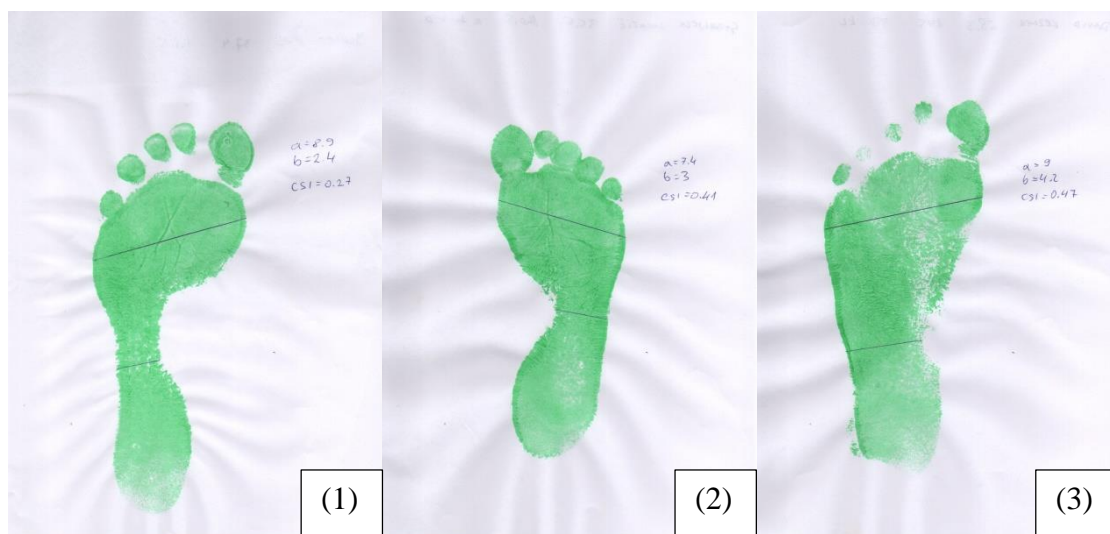 a=8.9
b=2.4
CSI=0.27
(1)
a=7.4
b=3
CSI=0.41
(2)
a=9
b=4.2
CSI=0.47
(3)